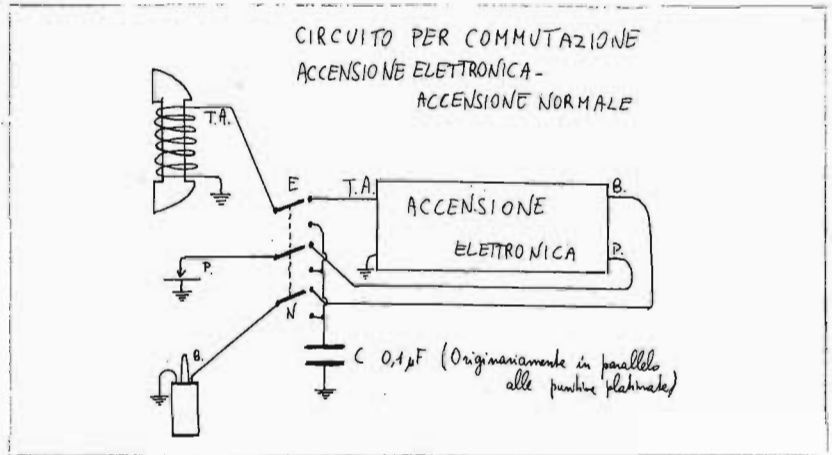 CIRCUITO PER COMMUTAZIONE
ACCENSIONE ELETTRONICA -
ACCENSIONE NORMALE
T.A.
E
T.A.
B.
ACCENSIONE
ELETTRONICA
P.
P.
N
B.
C 0,1 µF (Originariamente in parallelo
alle puntine platinate)